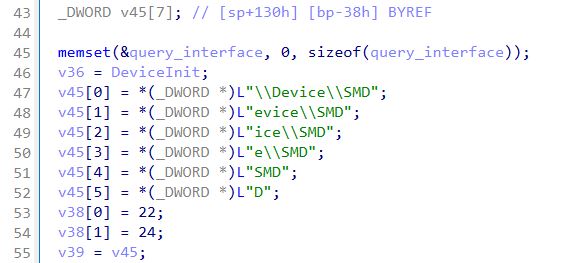 43 _DWORD v45[7]; // [sp+130h] [bp-38h] BYREF
44
45 memset(&query_interface, 0, sizeof(query_interface));
46 v36 = DeviceInit;
47 v45[0] = *(_DWORD *)L"\\Device\\SMD";
48 v45[1] = *(_DWORD *)L"evice\\SMD";
49 v45[2] = *(_DWORD *)L"ice\\SMD";
50 v45[3] = *(_DWORD *)L"e\\SMD";
51 v45[4] = *(_DWORD *)L"SMD";
52 v45[5] = *(_DWORD *)L"D";
53 v38[0] = 22;
54 v38[1] = 24;
55 v39 = v45;